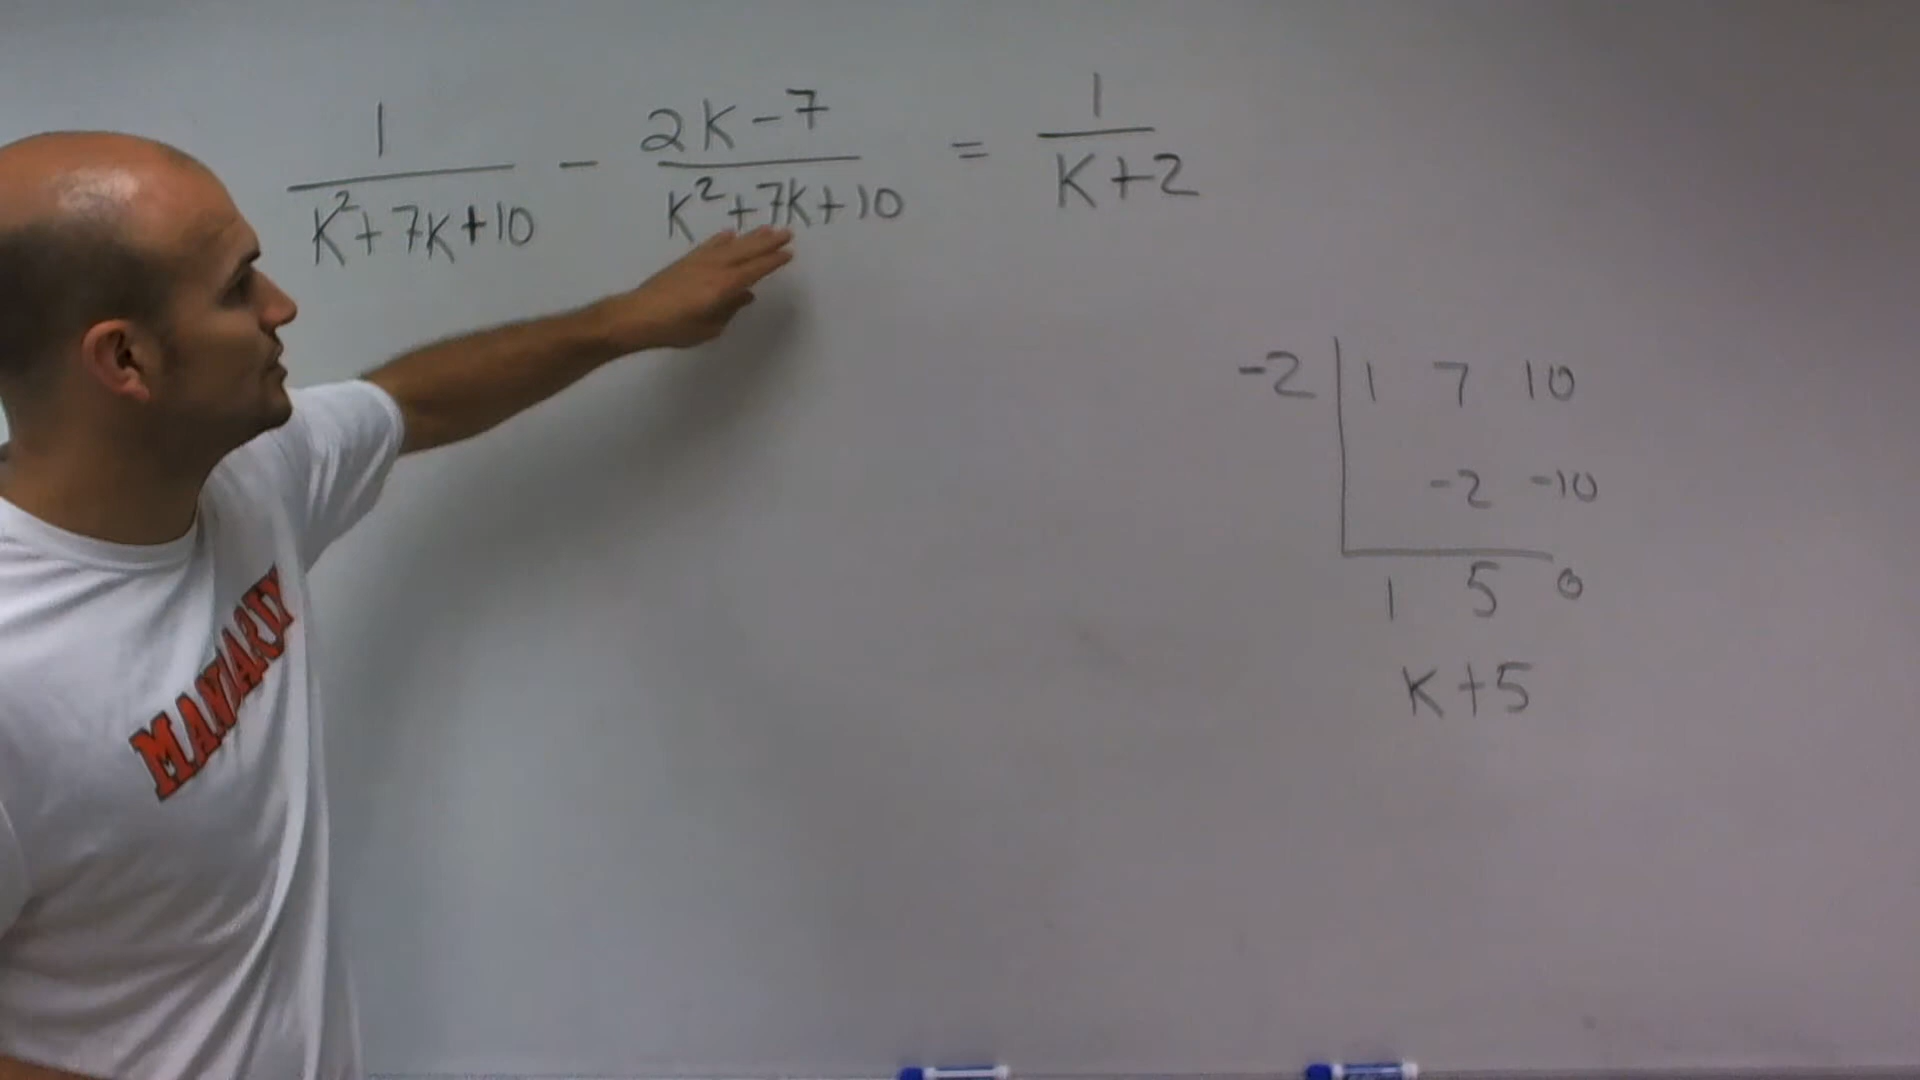 1/(K²+7K+10) - (2K-7)/(K²+7K+10) = 1/(K+2)
-2 | 1 7 10
-2 -10
1 5 0
K+5